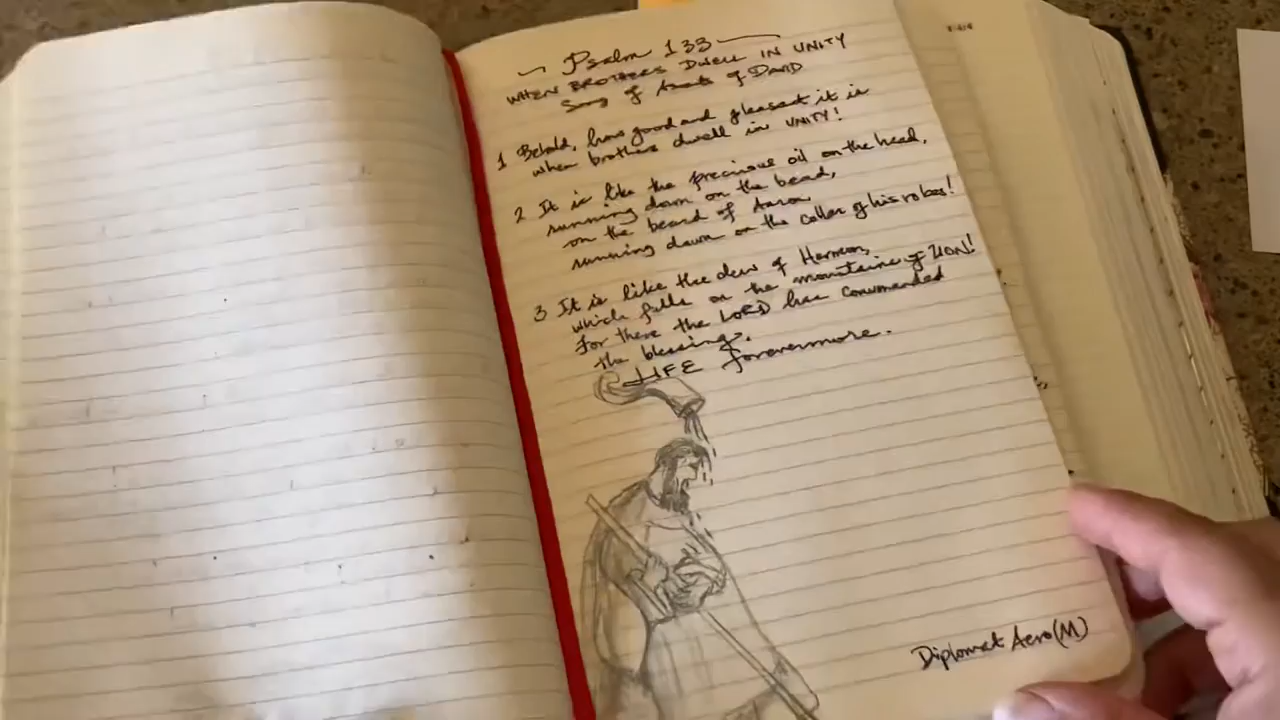 Psalm 133
WHEN BROTHERS DWELL IN UNITY
Song of Ascents of DAVID
1 Behold, how good and pleasant it is
when brothers dwell in UNITY!
2 It is like the precious oil on the head,
running down on the beard,
on the beard of Aaron
running down on the collar of his robes!
3 It is like the dew of Hermon,
which falls on the mountains of ZION!
For there the LORD has commanded
the blessing.
LIFE forevermore.
Diplomat Aero (M)